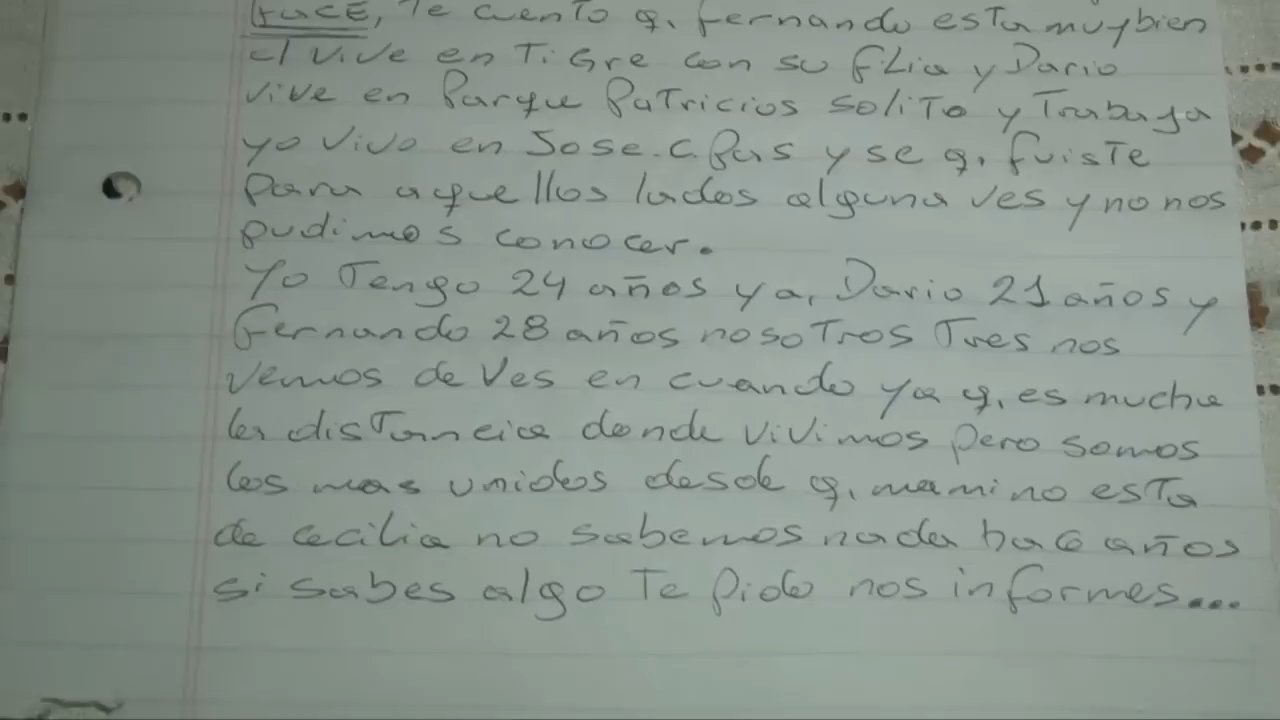 te cuento q. fernando esta muy bien
el vive en Tigre con su flia y Dario
vive en Parque Patricios solito y Trabaja
yo vivo en Jose.C.Pas y se q. fuiste
para aquellos lados alguna ves y no nos
pudimos conocer.
Yo Tengo 24 años ya, Dario 21 años y
fernando 28 años nosotros Tres nos
vemos de ves en cuando ya q. es mucha
la distancia donde vivimos pero somos
los mas unidos desde q. mami no esta
de cecilia no sabemos nada hace años
si sabes algo Te pido nos informes...